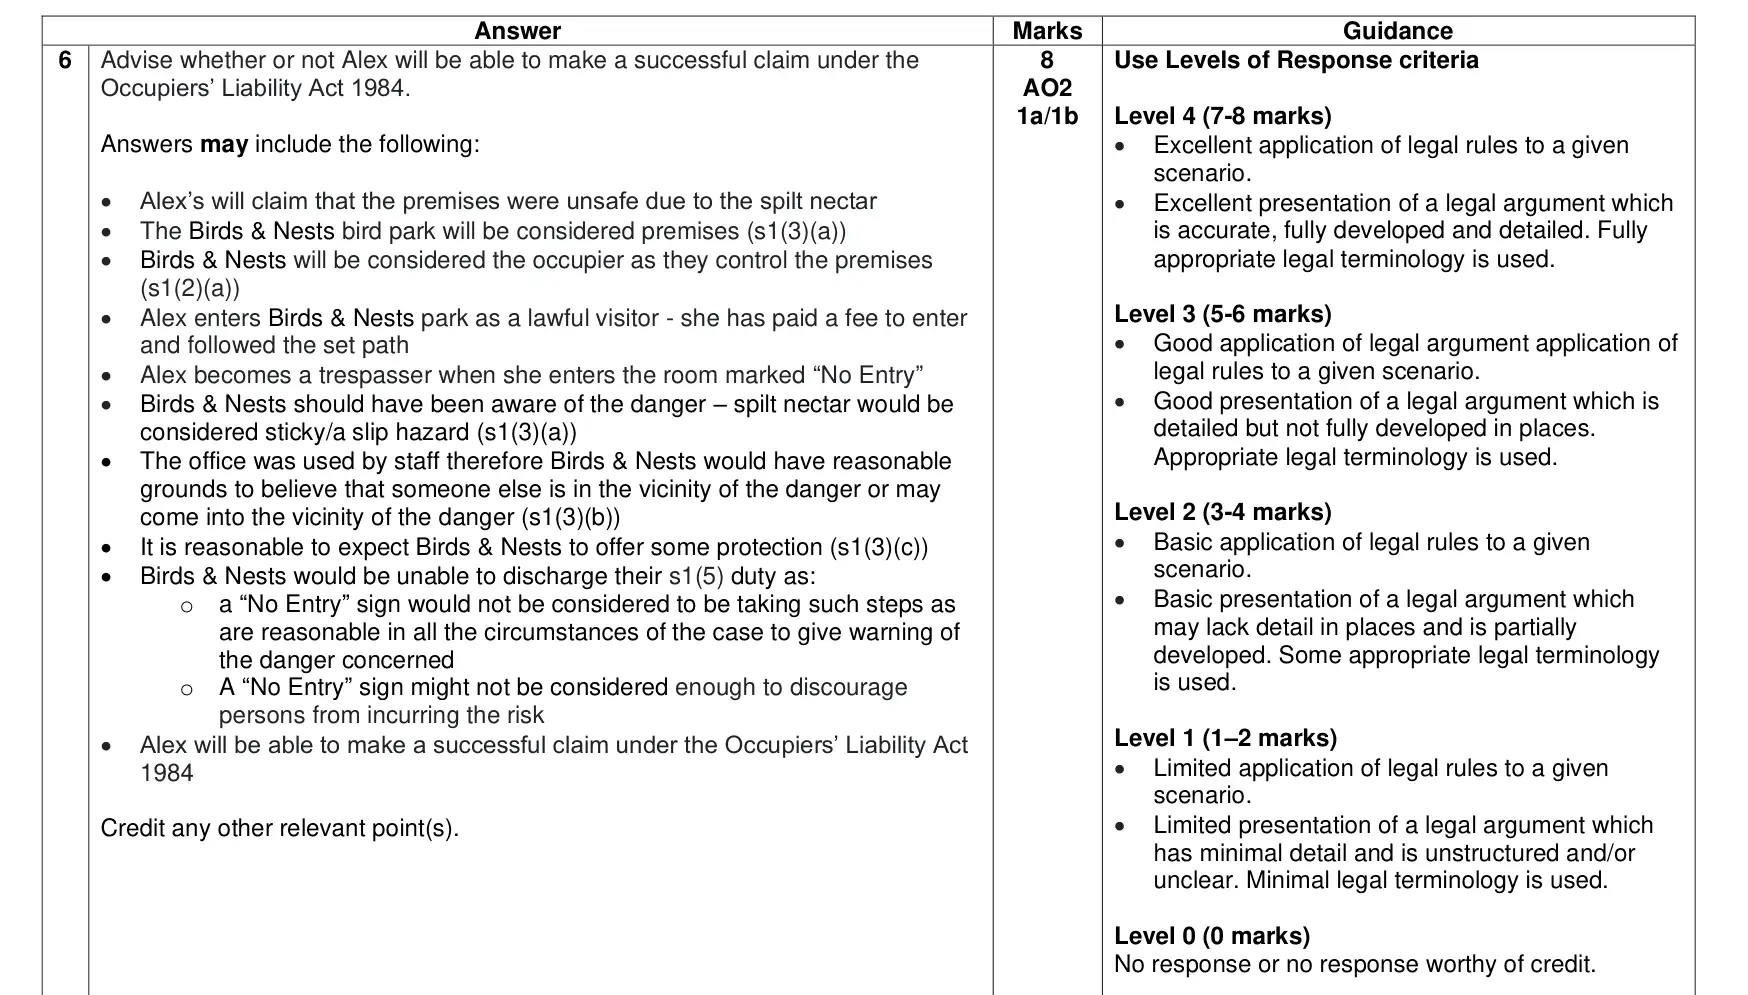 Answer
Marks
Guidance
6
Advise whether or not Alex will be able to make a successful claim under the
Occupiers’ Liability Act 1984.
Answers may include the following:
• Alex’s will claim that the premises were unsafe due to the spilt nectar
• The Birds & Nests bird park will be considered premises (s1(3)(a))
• Birds & Nests will be considered the occupier as they control the premises
(s1(2)(a))
• Alex enters Birds & Nests park as a lawful visitor - she has paid a fee to enter
and followed the set path
• Alex becomes a trespasser when she enters the room marked “No Entry”
• Birds & Nests should have been aware of the danger – spilt nectar would be
considered sticky/a slip hazard (s1(3)(a))
• The office was used by staff therefore Birds & Nests would have reasonable
grounds to believe that someone else is in the vicinity of the danger or may
come into the vicinity of the danger (s1(3)(b))
• It is reasonable to expect Birds & Nests to offer some protection (s1(3)(c))
• Birds & Nests would be unable to discharge their s1(5) duty as:
o a “No Entry” sign would not be considered to be taking such steps as
are reasonable in all the circumstances of the case to give warning of
the danger concerned
o A “No Entry” sign might not be considered enough to discourage
persons from incurring the risk
• Alex will be able to make a successful claim under the Occupiers’ Liability Act
1984
Credit any other relevant point(s).
8
AO2
1a/1b
Use Levels of Response criteria
Level 4 (7-8 marks)
• Excellent application of legal rules to a given
scenario.
• Excellent presentation of a legal argument which
is accurate, fully developed and detailed. Fully
appropriate legal terminology is used.
Level 3 (5-6 marks)
• Good application of legal argument application of
legal rules to a given scenario.
• Good presentation of a legal argument which is
detailed but not fully developed in places.
Appropriate legal terminology is used.
Level 2 (3-4 marks)
• Basic application of legal rules to a given
scenario.
• Basic presentation of a legal argument which
may lack detail in places and is partially
developed. Some appropriate legal terminology
is used.
Level 1 (1–2 marks)
• Limited application of legal rules to a given
scenario.
• Limited presentation of a legal argument which
has minimal detail and is unstructured and/or
unclear. Minimal legal terminology is used.
Level 0 (0 marks)
No response or no response worthy of credit.